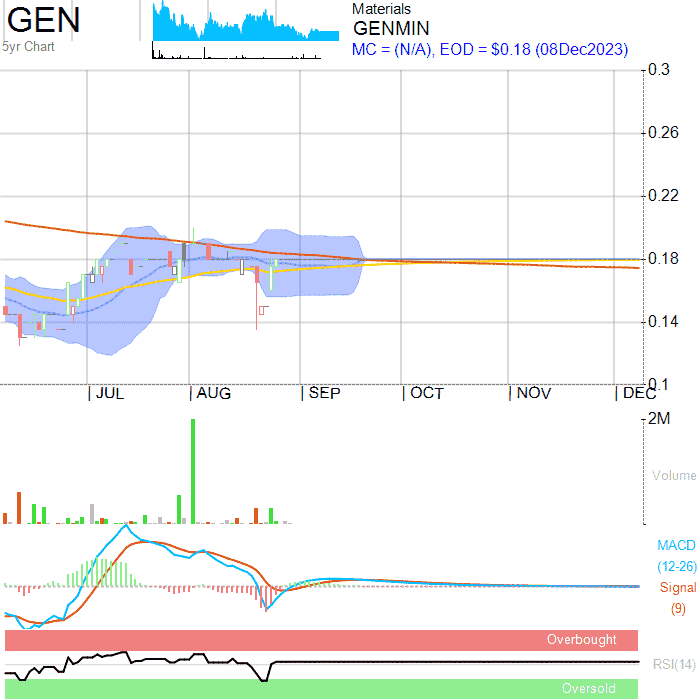 GEN
5yr Chart
Materials
GENMIN
MC = (N/A), EOD = $0.18 (08Dec2023)
0.3
0.26
0.22
0.18
0.14
0.1
JUL AUG SEP OCT NOV DEC
2M
Volume
MACD
(12-26)
Signal
(9)
Overbought
RSI(14)
Oversold